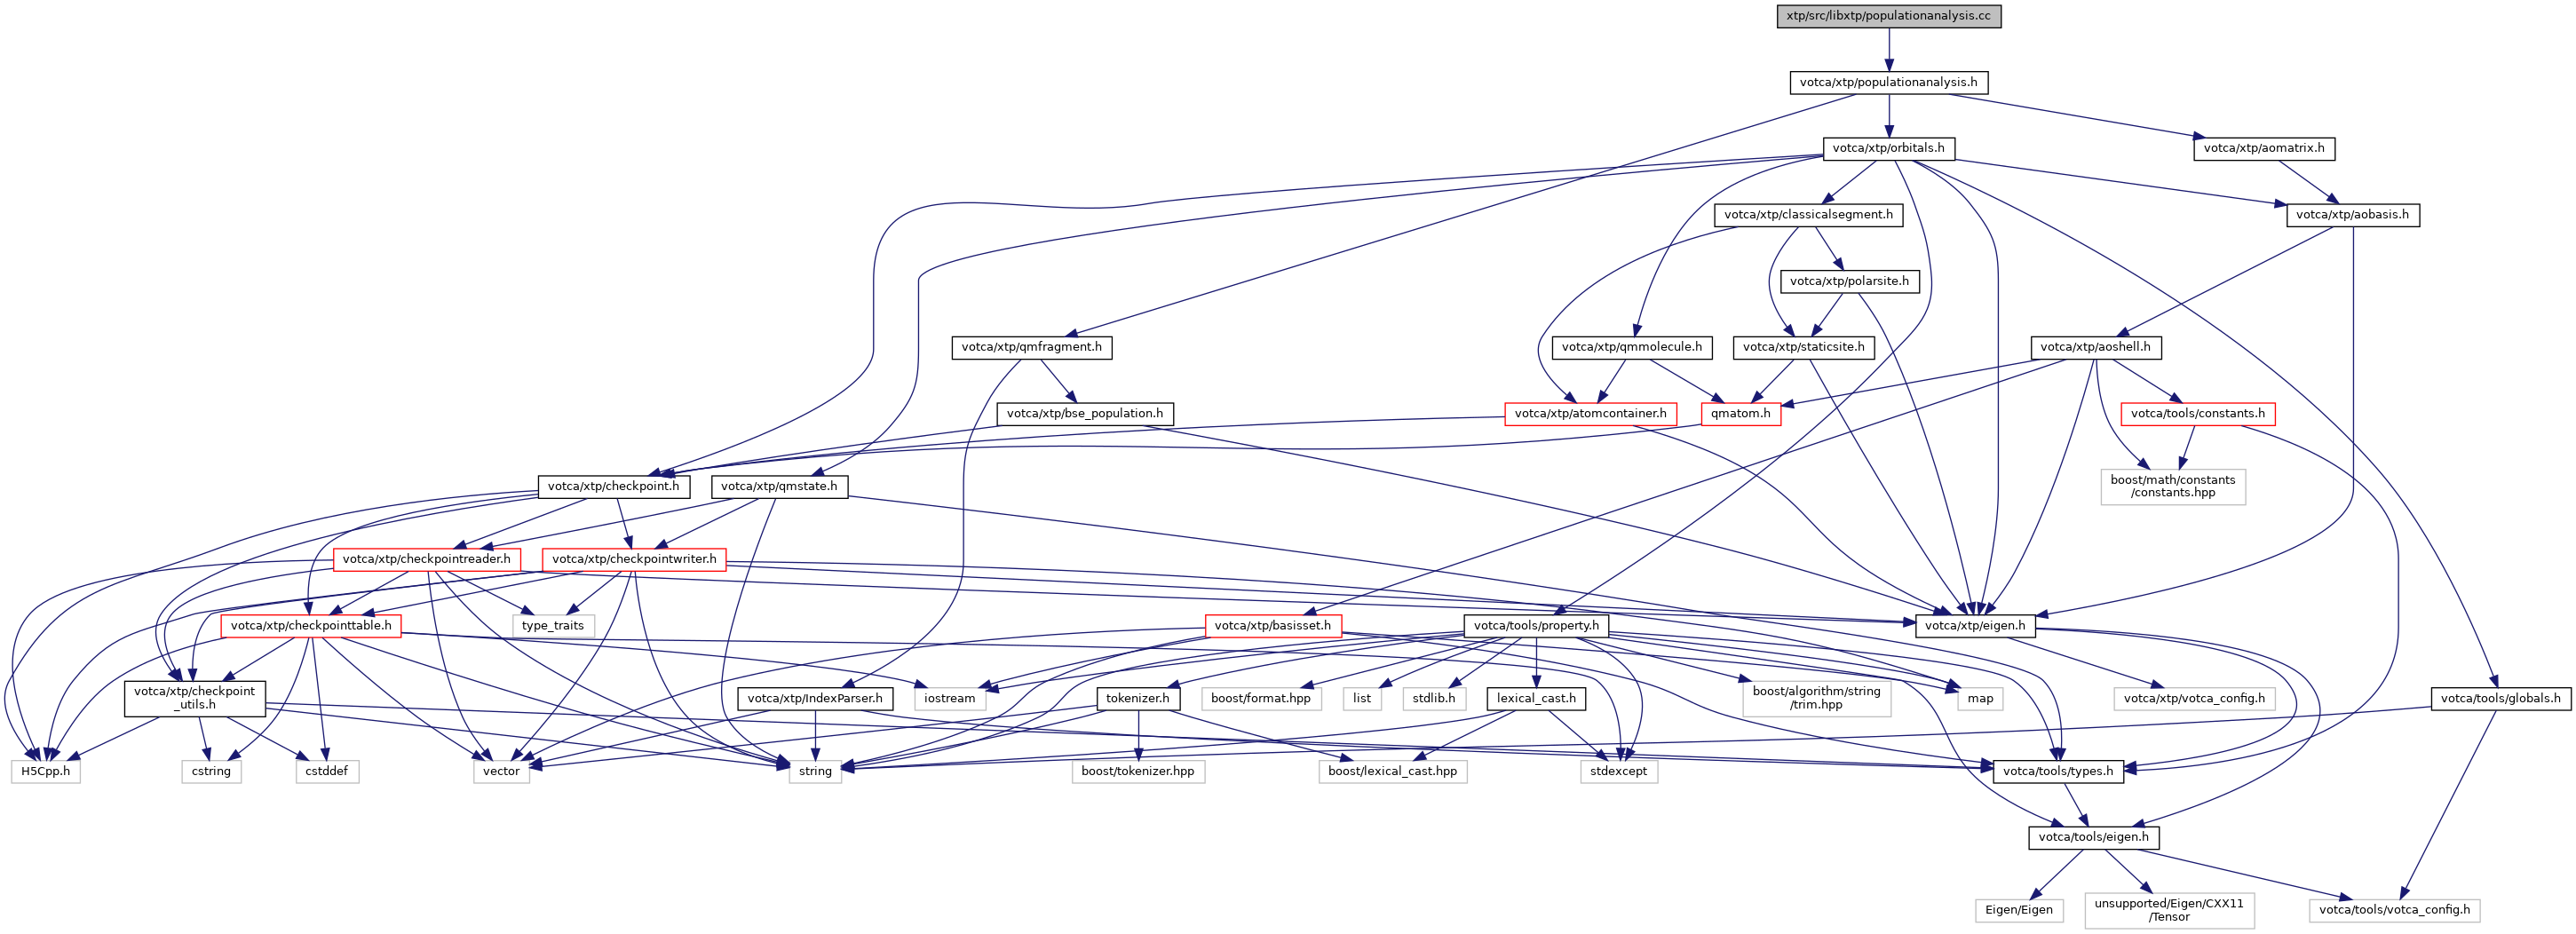 xtp/src/libxtp/populationanalysis.cc
votca/xtp/populationanalysis.h
votca/xtp/orbitals.h
votca/xtp/aomatrix.h
votca/xtp/classicalsegment.h
votca/xtp/aobasis.h
votca/xtp/polarsite.h
votca/xtp/qmfragment.h
votca/xtp/qmmolecule.h
votca/xtp/staticsite.h
votca/xtp/aoshell.h
votca/xtp/bse_population.h
votca/xtp/atomcontainer.h
qmatom.h
votca/tools/constants.h
votca/xtp/checkpoint.h
votca/xtp/qmstate.h
boost/math/constants
/constants.hpp
votca/xtp/checkpointreader.h
votca/xtp/checkpointwriter.h
votca/xtp/checkpointtable.h
type_traits
votca/xtp/basisset.h
votca/tools/property.h
votca/xtp/eigen.h
votca/xtp/checkpoint
_utils.h
votca/xtp/IndexParser.h
iostream
tokenizer.h
boost/format.hpp
list
stdlib.h
lexical_cast.h
boost/algorithm/string
/trim.hpp
map
votca/xtp/votca_config.h
votca/tools/globals.h
H5Cpp.h
cstring
cstddef
vector
string
boost/tokenizer.hpp
boost/lexical_cast.hpp
stdexcept
votca/tools/types.h
votca/tools/eigen.h
Eigen/Eigen
unsupported/Eigen/CXX11
/Tensor
votca/tools/votca_config.h